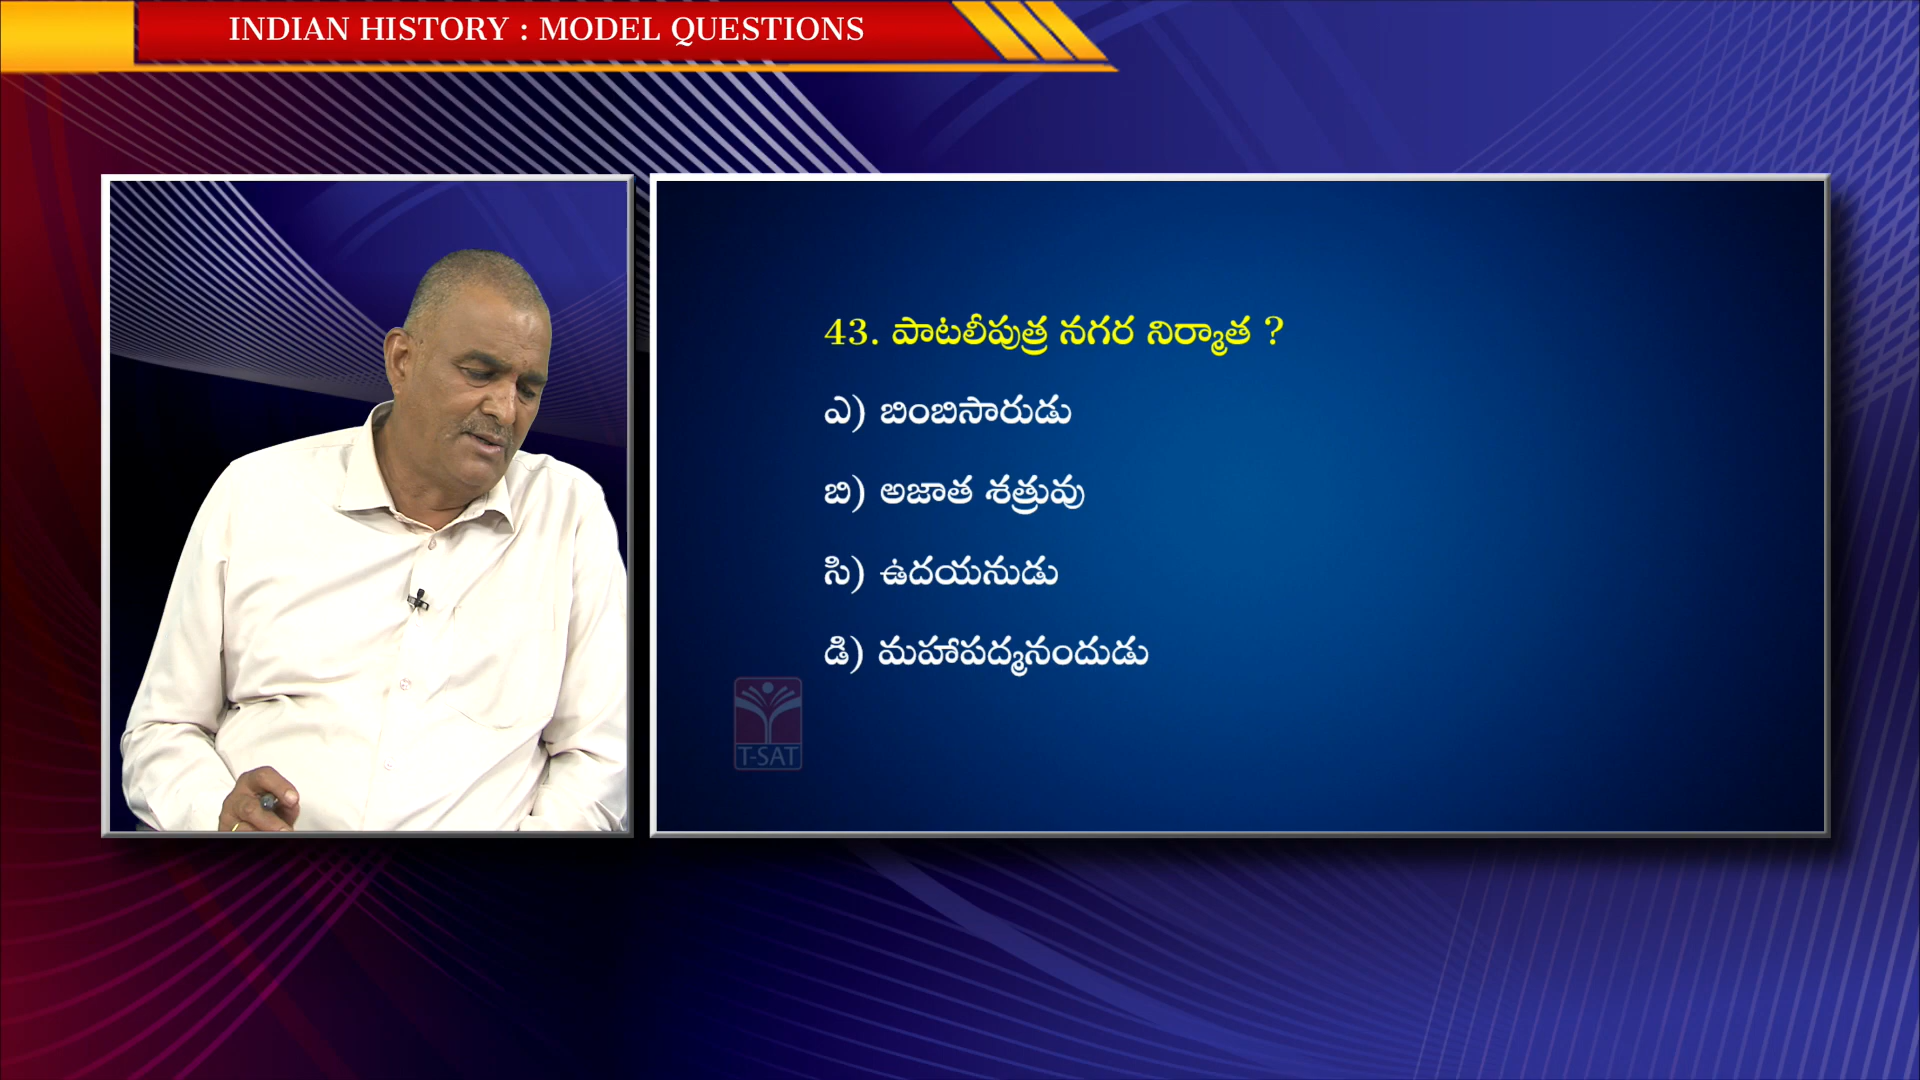 INDIAN HISTORY : MODEL QUESTIONS
43. పాటలీపుత్ర నగర నిర్మాత ?
ఎ) బింబిసారుడు
బి) అజాత శత్రువు
సి) ఉదయనుడు
డి) మహాపద్మనందుడు
T-SAT